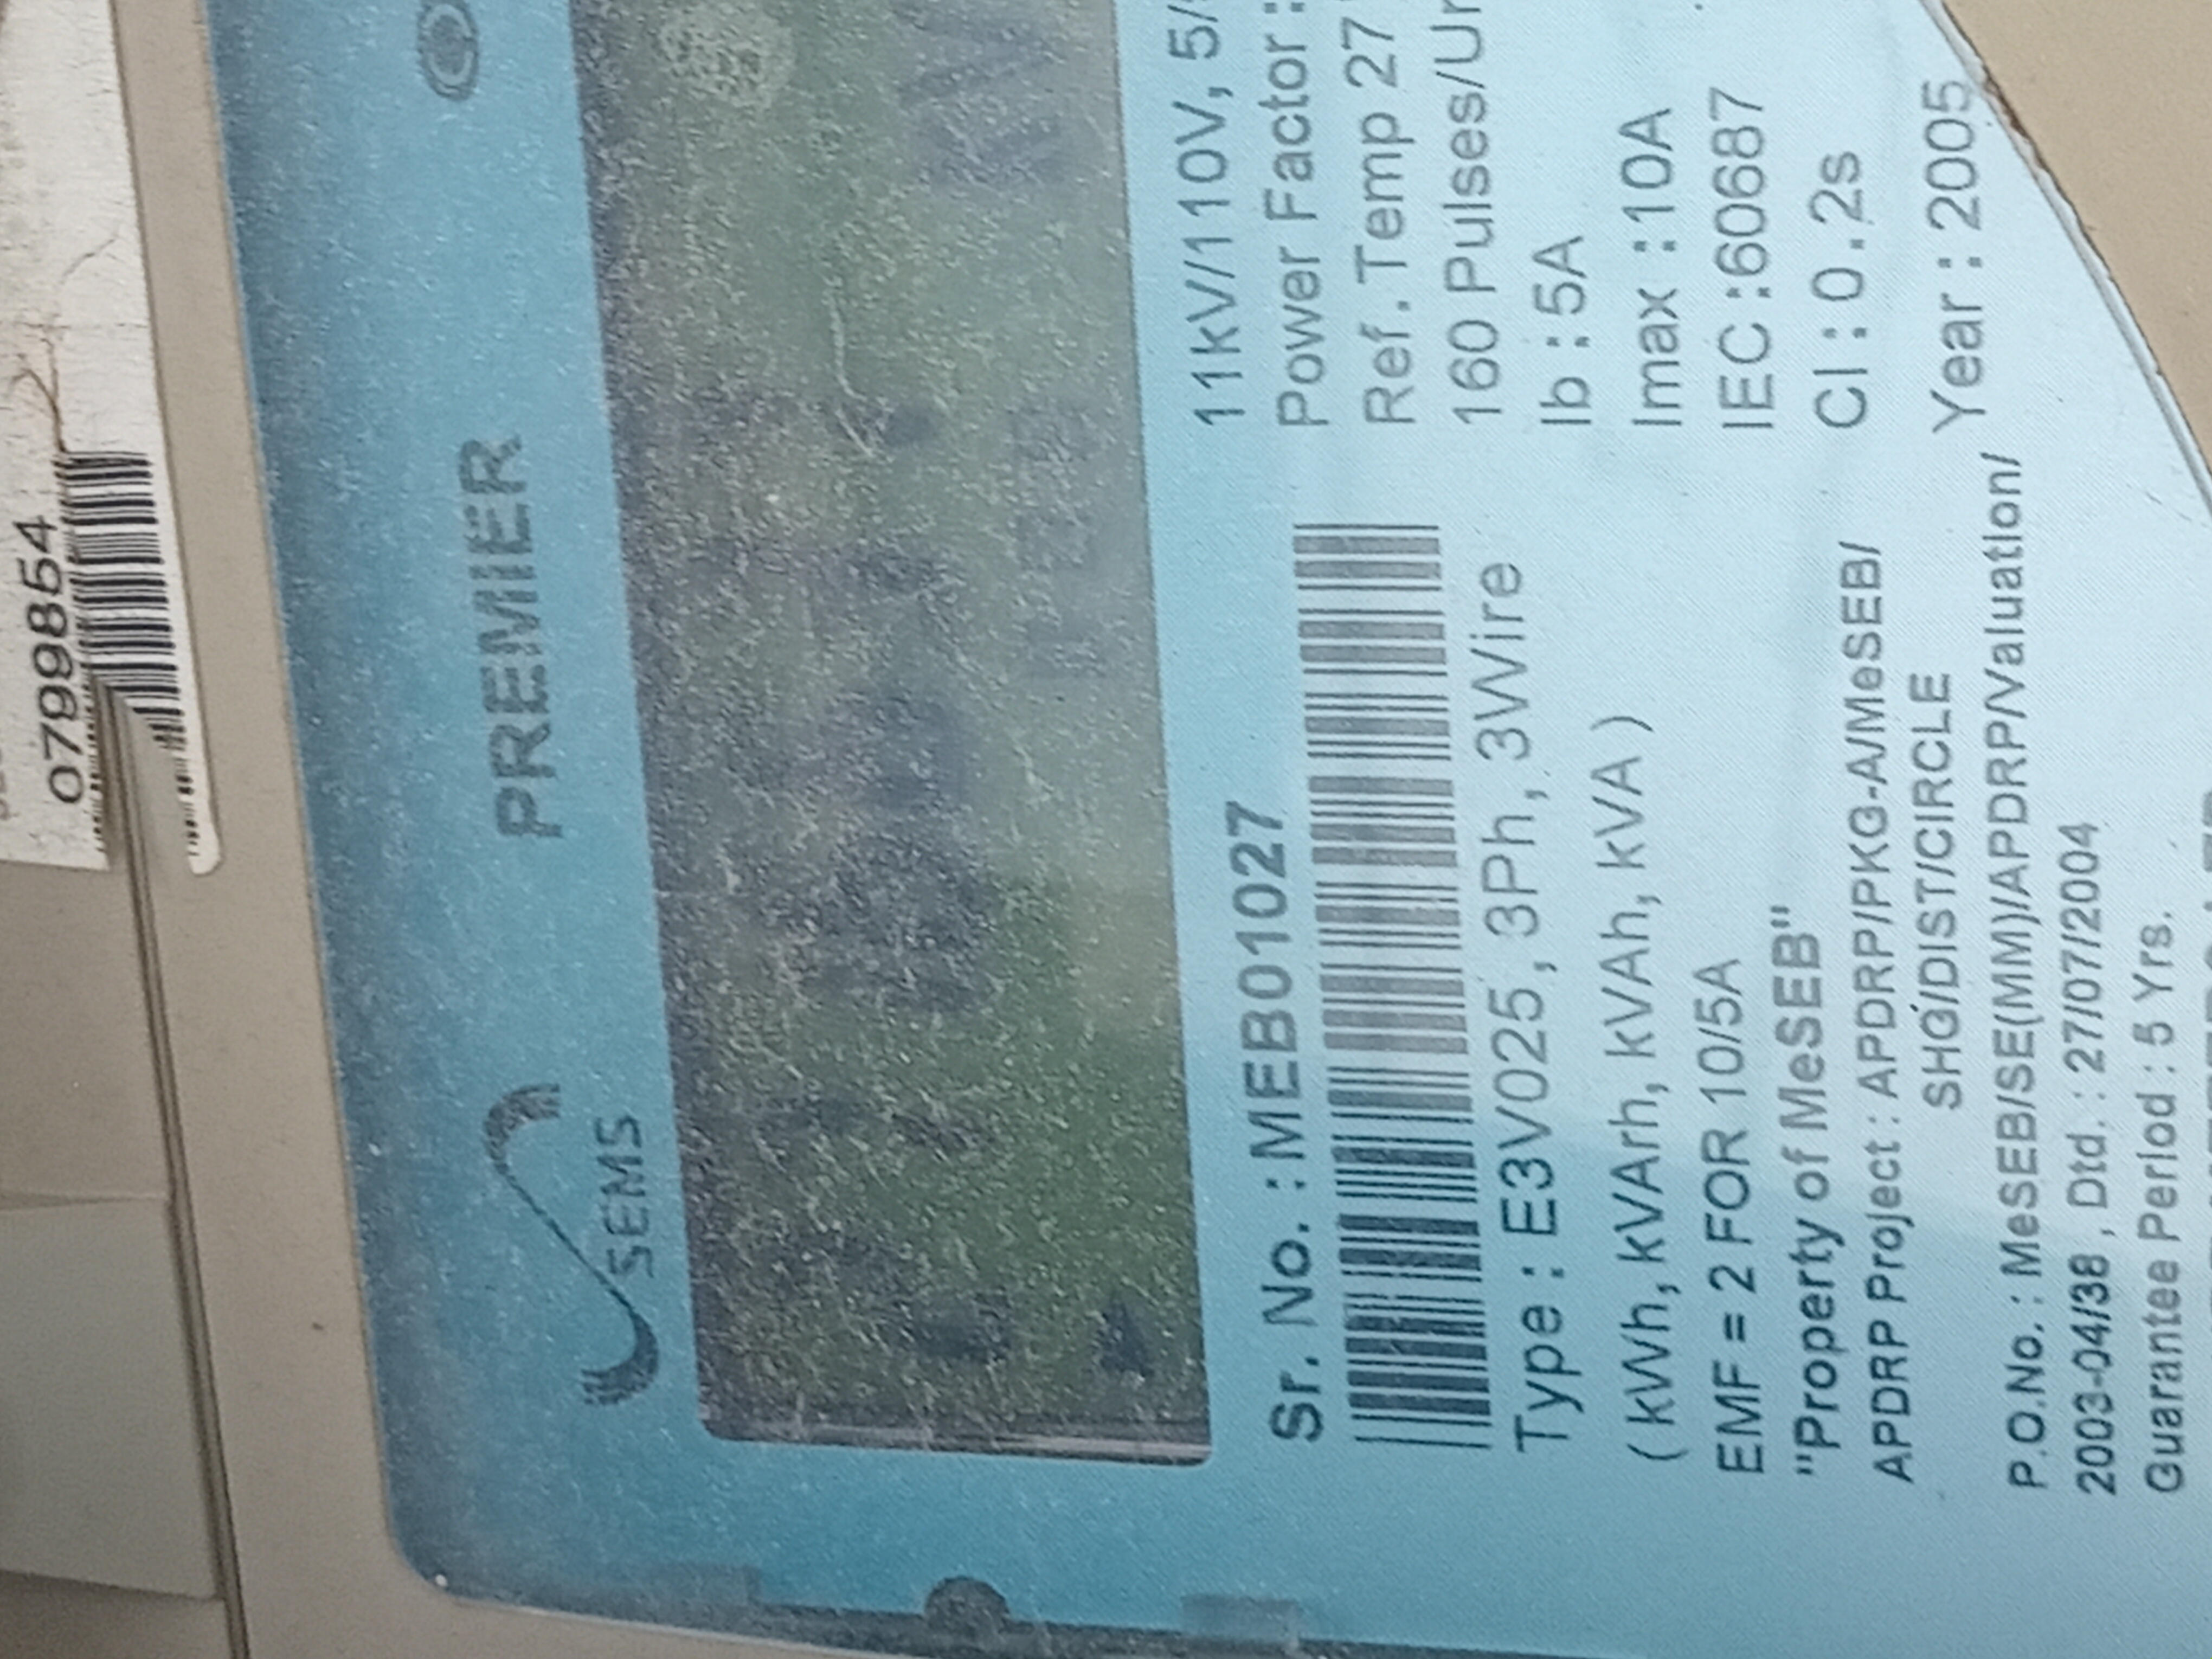 0799854
PREMIER
SEMS
Sr. No. : MEB01027
Type : E3V025, 3Ph, 3Wire
( kWh, kVArh, kVAh, kVA )
EMF = 2 FOR 10/5A
"Property of MeSEB"
APDRP Project : APDRP/PKG-A/MeSEB/
SHG/DIST/CIRCLE
P.O.No. : MeSEB/SE(MM)/APDRP/Valuation/
2003-04/38 , Dtd. : 27/07/2004
Guarantee Period : 5 Yrs.
11kV/110V, 5/
Power Factor :
Ref. Temp 27
160 Pulses/
Ib : 5A
Imax : 10A
IEC : 60687
Cl : 0.2s
Year : 2005